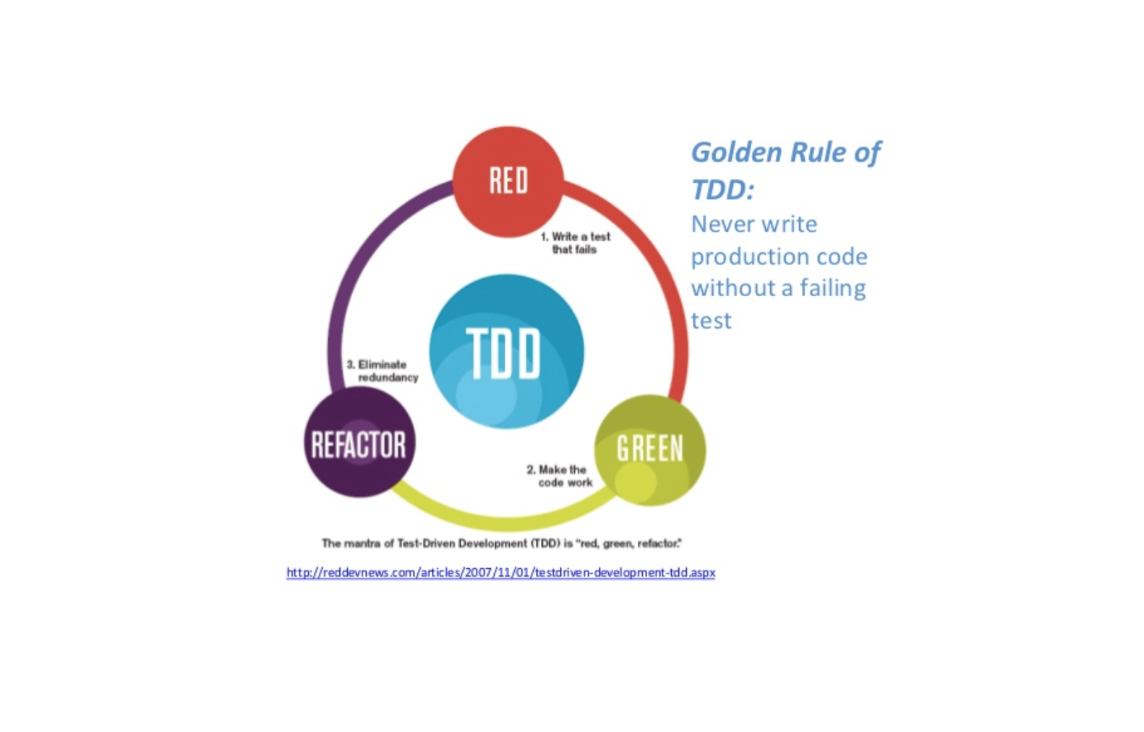 RED
Golden Rule of
TDD:
Never write
production code
without a failing
test
1. Write a test
that fails
TDD
3. Eliminate
redundancy
REFACTOR
GREEN
2. Make the
code work
The mantra of Test-Driven Development (TDD) is “red, green, refactor.”
http://reddevnews.com/articles/2007/11/01/testdriven-development-tdd.aspx